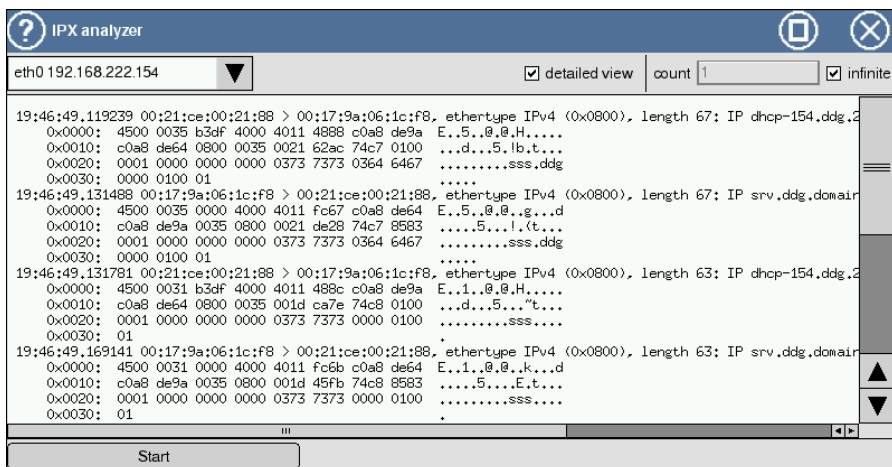 IPX analyzer
eth0 192.168.222.154 detailed view count 1 infinite
19:46:49.119239 00:21:ce:00:21:88 > 00:17:9a:06:1c:f8, ethertype IPv4 (0x0800), length 67: IP dhcp-154.ddg.2
0x0000: 4500 0035 b3df 4000 4011 4888 c0a8 de9a E..5..@.@.H.....
0x0010: c0a8 de64 0800 0035 0021 62ac 74c7 0100 ...d...5.!b.t...
0x0020: 0001 0000 0000 0000 0373 7373 0364 6467 .........sss.ddg
0x0030: 0000 0100 01 .....
19:46:49.131488 00:17:9a:06:1c:f8 > 00:21:ce:00:21:88, ethertype IPv4 (0x0800), length 67: IP srv.ddg.domain
0x0000: 4500 0035 0000 4000 4011 fc67 c0a8 de64 E..5..@.@..g...d
0x0010: c0a8 de9a 0035 0800 0021 de28 74c7 8583 .....5...!.(t...
0x0020: 0001 0000 0000 0000 0373 7373 0364 6467 .........sss.ddg
0x0030: 0000 0100 01 .....
19:46:49.131781 00:21:ce:00:21:88 > 00:17:9a:06:1c:f8, ethertype IPv4 (0x0800), length 63: IP dhcp-154.ddg.2
0x0000: 4500 0031 b3df 4000 4011 488c c0a8 de9a E..1..@.@.H.....
0x0010: c0a8 de64 0800 0035 001d ca7e 74c8 0100 ...d...5...~t...
0x0020: 0001 0000 0000 0000 0373 7373 0000 0100 .........sss....
0x0030: 01 .
19:46:49.169141 00:17:9a:06:1c:f8 > 00:21:ce:00:21:88, ethertype IPv4 (0x0800), length 63: IP srv.ddg.domain
0x0000: 4500 0031 0000 4000 4011 fc6b c0a8 de64 E..1..@.@..k...d
0x0010: c0a8 de9a 0035 0800 001d 45fb 74c8 8583 .....5....E.t...
0x0020: 0001 0000 0000 0000 0373 7373 0000 0100 .........sss....
0x0030: 01 .
Start